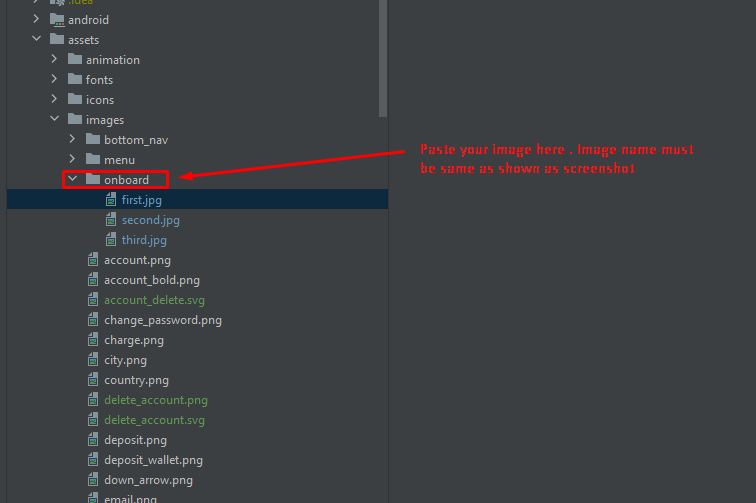 .idea
android
assets
animation
fonts
icons
images
bottom_nav
menu
onboard
first.jpg
second.jpg
third.jpg
account.png
account_bold.png
account_delete.svg
change_password.png
charge.png
city.png
country.png
delete_account.png
delete_account.svg
deposit.png
deposit_wallet.png
down_arrow.png
email.png
Paste your image here . Image name must
be same as shown as screenshot